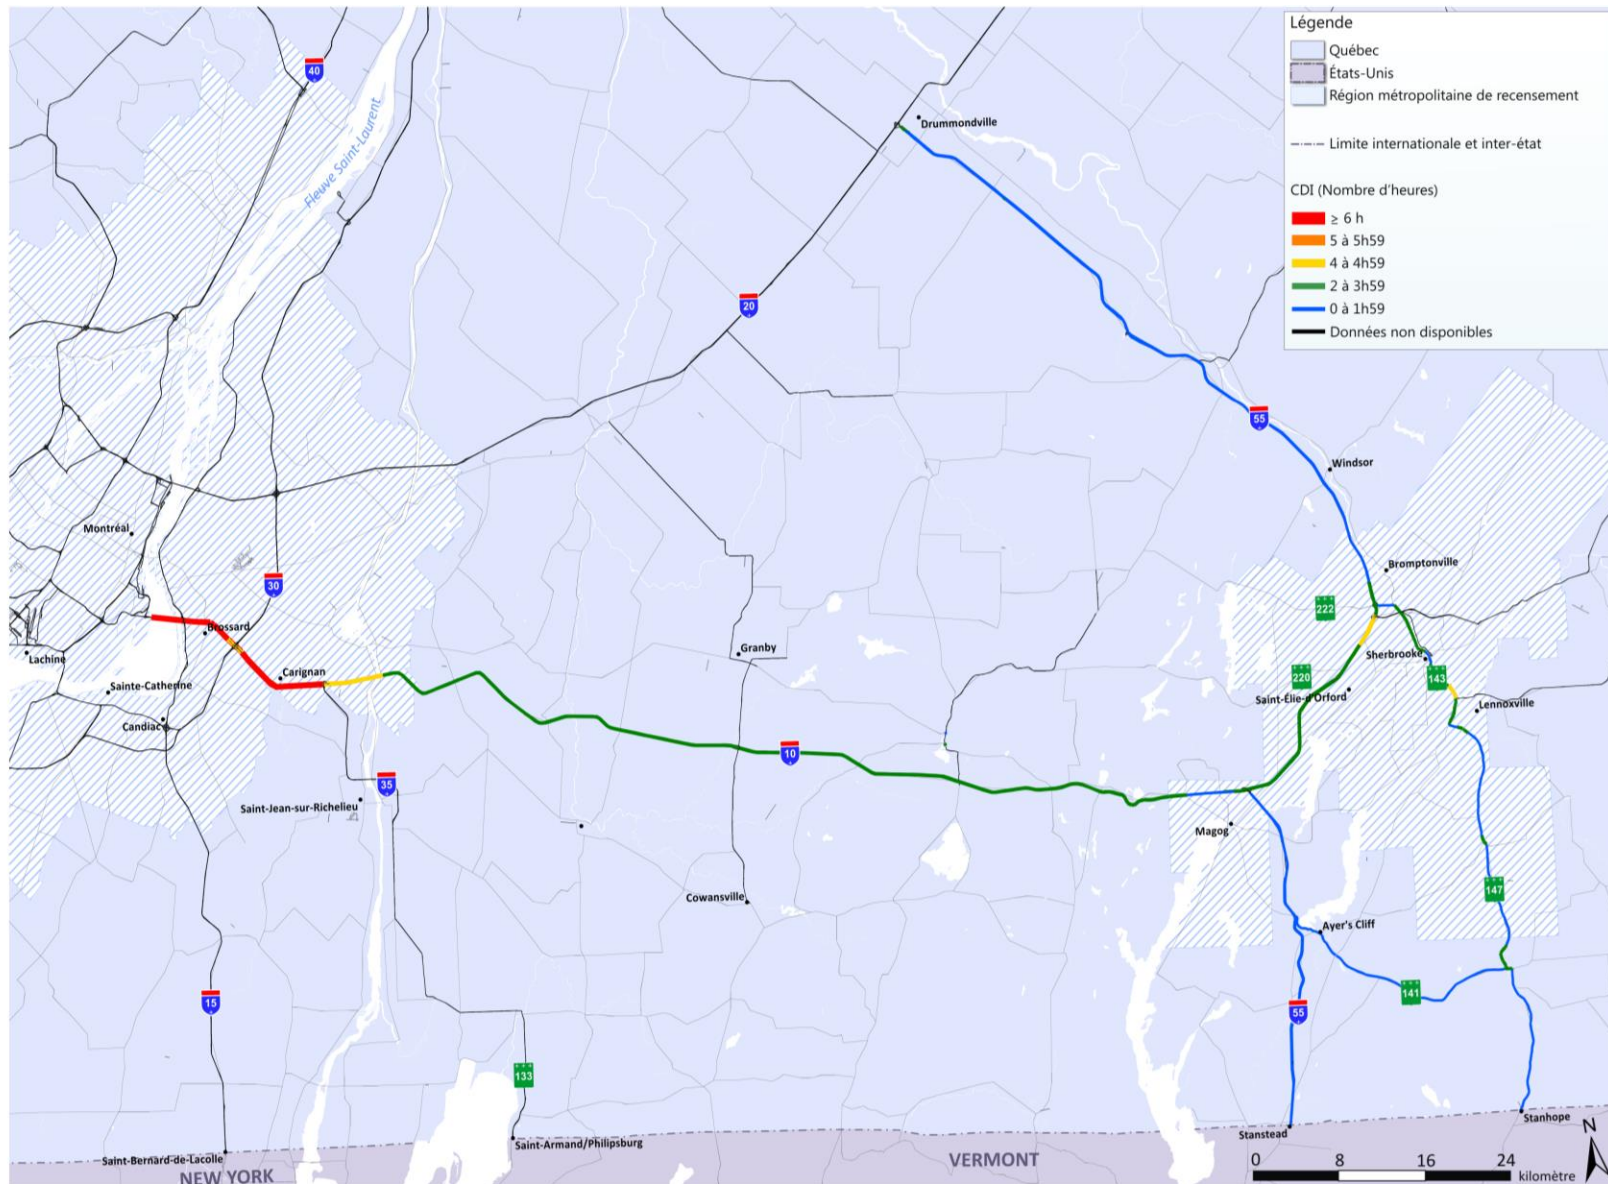 Légende
Québec
États-Unis
Région métropolitaine de recensement
Limite internationale et inter-état
CDI (Nombre d'heures)
≥ 6 h
5 à 5h59
4 à 4h59
2 à 3h59
0 à 1h59
Données non disponibles
40
Fleuve Saint-Laurent
Drummondville
20
55
Windsor
Montréal
Bromptonville
30
222
Brossard
Lachine
Carignan
Granby
Sherbrooke
Sainte-Catherine
220
143
Saint-Élie-d'Orford
Lennoxville
Candiac
10
35
Saint-Jean-sur-Richelieu
Magog
147
Cowansville
Ayer's Cliff
15
141
55
133
Stanhope
Stanstead
Saint-Armand/Philipsburg
Saint-Bernard-de-Lacolle
NEW YORK
VERMONT
N
0 8 16 24
kilomètre